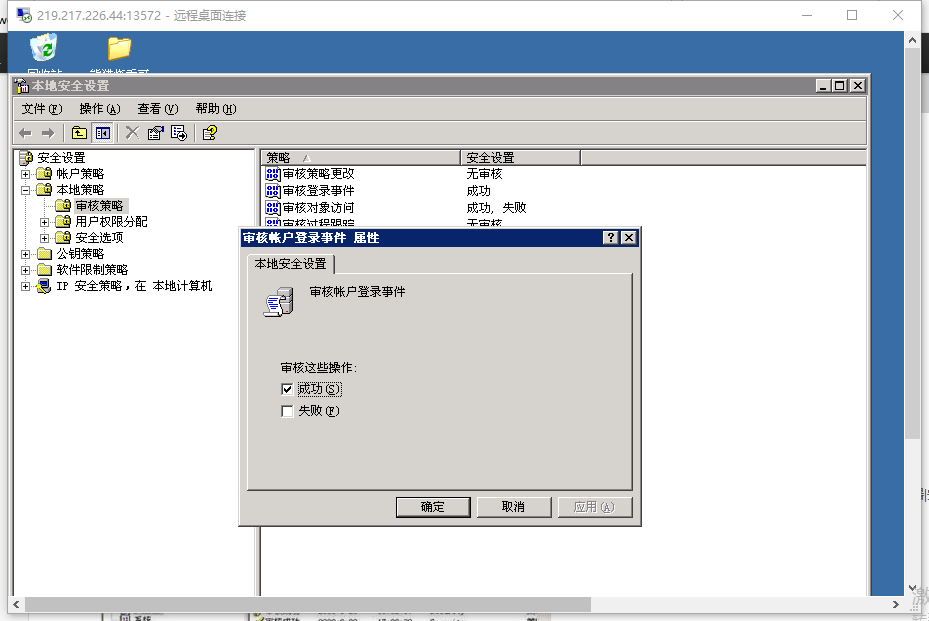 219.217.226.44:13572 - 远程桌面连接
本地安全设置
文件(F) 操作(A) 查看(V) 帮助(H)
安全设置
帐户策略
本地策略
审核策略
用户权限分配
安全选项
公钥策略
软件限制策略
IP 安全策略，在 本地计算机
策略 安全设置
审核策略更改 无审核
审核登录事件 成功
审核对象访问 成功, 失败
审核过程跟踪 无审核
审核帐户登录事件 属性
本地安全设置
审核帐户登录事件
审核这些操作:
成功(S)
失败(F)
确定 取消 应用(A)